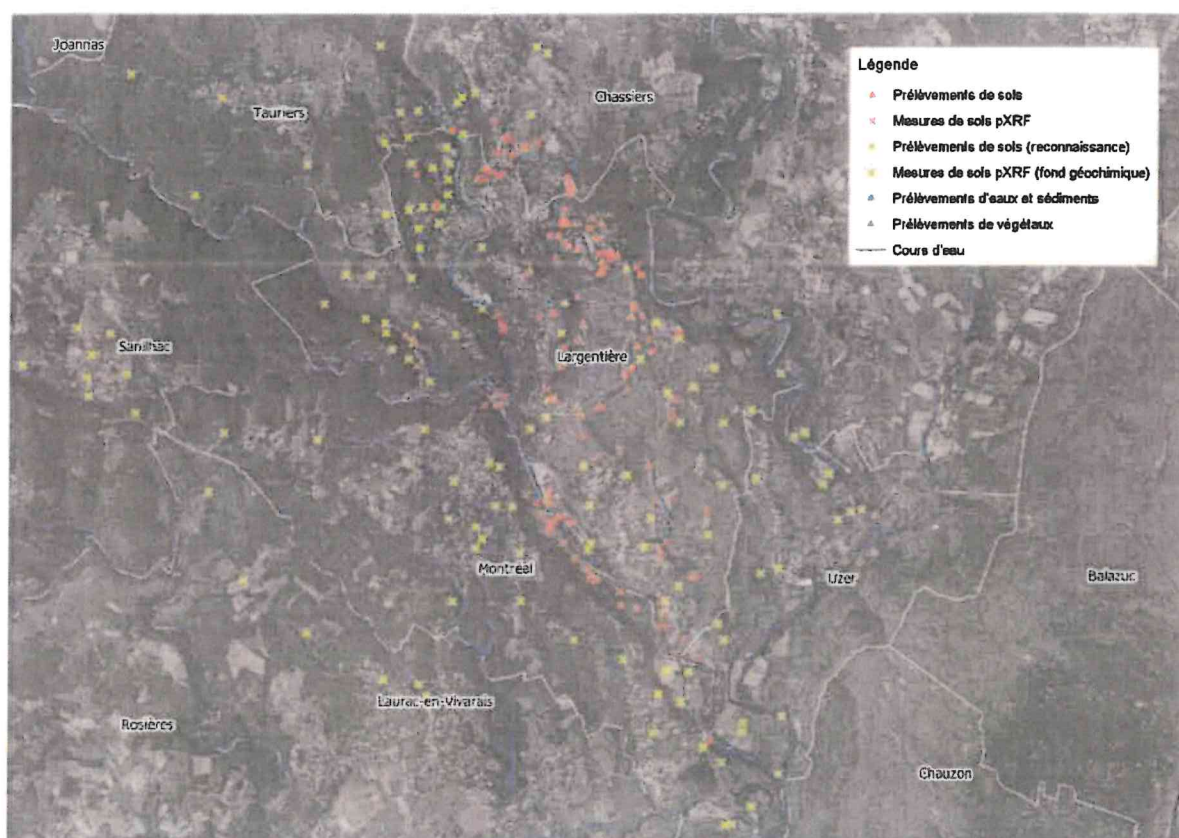 Joannas
Tauriers
Chassiers
Légende
Prélèvements de sols
Mesures de sols pXRF
Prélèvements de sols (reconnaissance)
Mesures de sols pXRF (fond géochimique)
Prélèvements d'eaux et sédiments
Prélèvements de végétaux
Cours d'eau
Sanilhac
Largentière
Montréal
Uzer
Balazuc
Laurac-en-Vivarais
Rosières
Chauzon